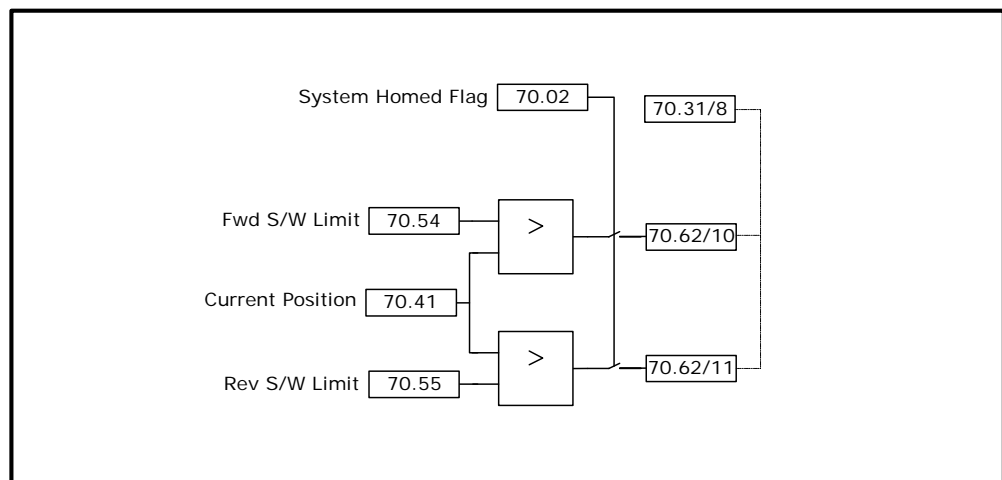 System Homed Flag 70.02
70.31/8
Fwd S/W Limit 70.54
>
70.62/10
Current Position 70.41
>
70.62/11
Rev S/W Limit 70.55